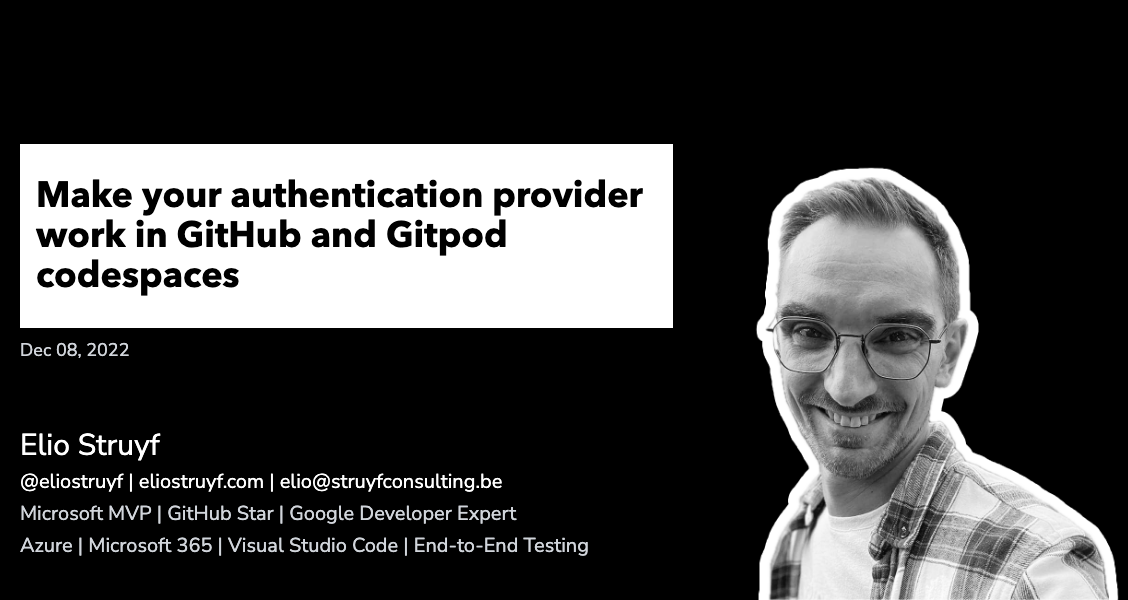 Make your authentication provider
work in GitHub and Gitpod
codespaces
Dec 08, 2022
Elio Struyf
@eliostruyf | eliostruyf.com | elio@struyfconsulting.be
Microsoft MVP | GitHub Star | Google Developer Expert
Azure | Microsoft 365 | Visual Studio Code | End-to-End Testing